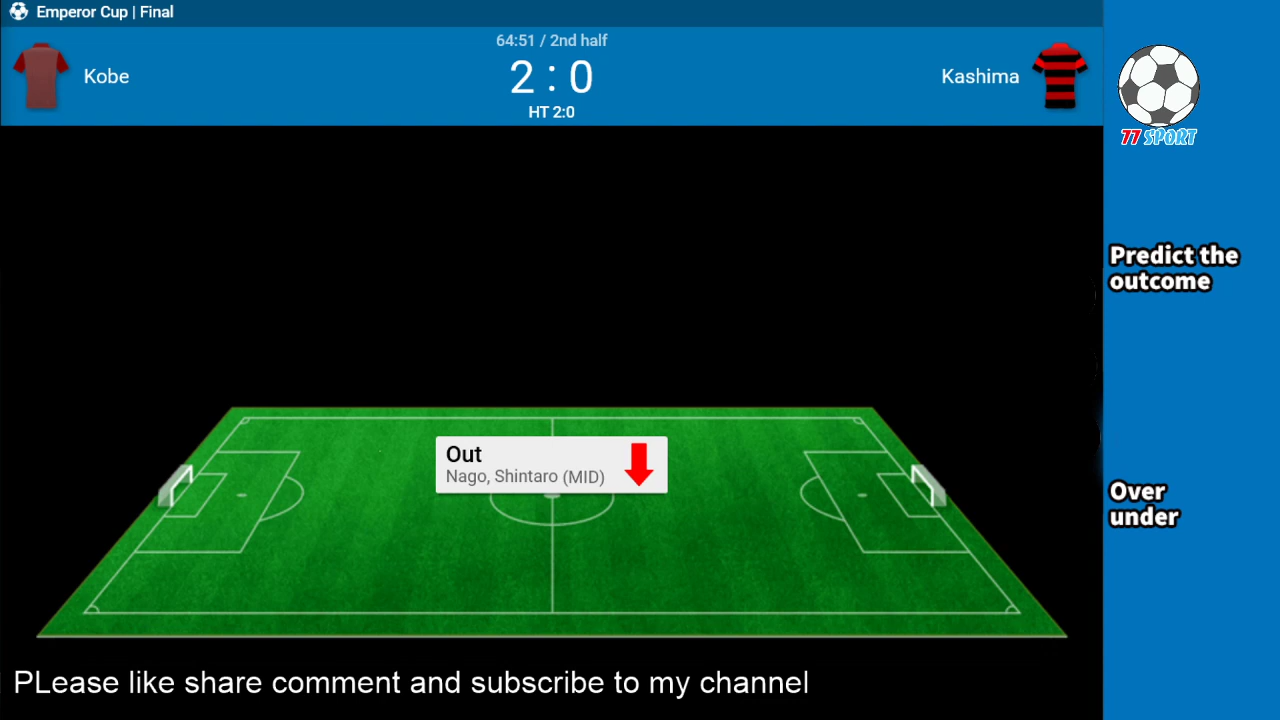 Emperor Cup | Final
64:51 / 2nd half
Kobe
2 : 0
Kashima
HT 2:0
77 SPORT
Predict the
outcome
Out
Nago, Shintaro (MID)
Over
under
PLease like share comment and subscribe to my channel